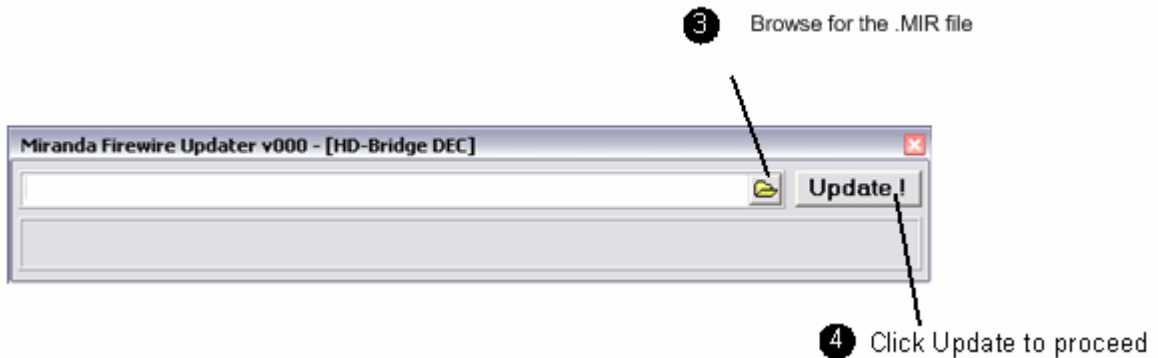 3 Browse for the .MIR file
Miranda Firewire Updater v000 - [HD-Bridge DEC]
Update !
4 Click Update to proceed